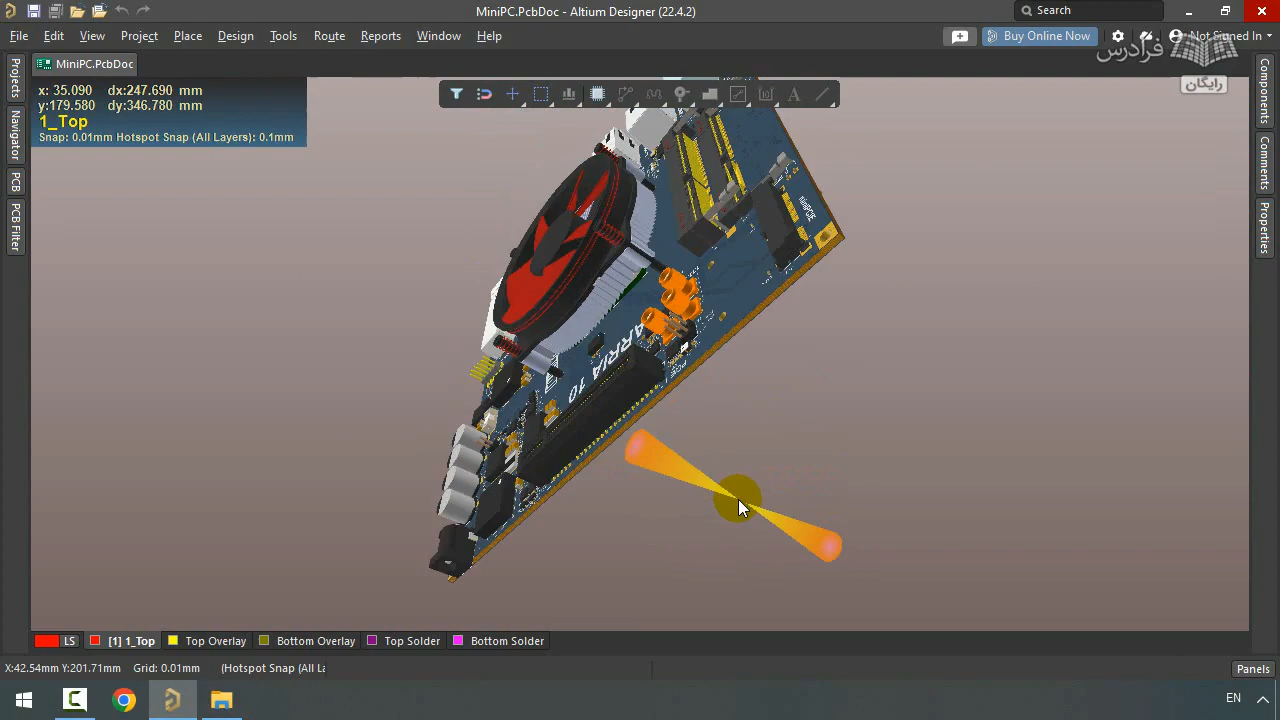 MiniPC.PcbDoc - Altium Designer (22.4.2)
Search
File Edit View Project Place Design Tools Route Reports Window Help
Buy Online Now
Not Signed In
فرادرس
رایگان
MiniPC.PcbDoc
x: 35.090 dx:247.690 mm
y:179.580 dy:346.780 mm
1_Top
Snap: 0.01mm Hotspot Snap (All Layers): 0.1mm
Projects
Navigator
PCB
PCB Filter
Components
Comments
Properties
miniPCIE
ARRIA 10
PCIE
LS
[1] 1_Top
Top Overlay
Bottom Overlay
Top Solder
Bottom Solder
X:42.54mm Y:201.71mm Grid: 0.01mm (Hotspot Snap (All La
Panels
EN